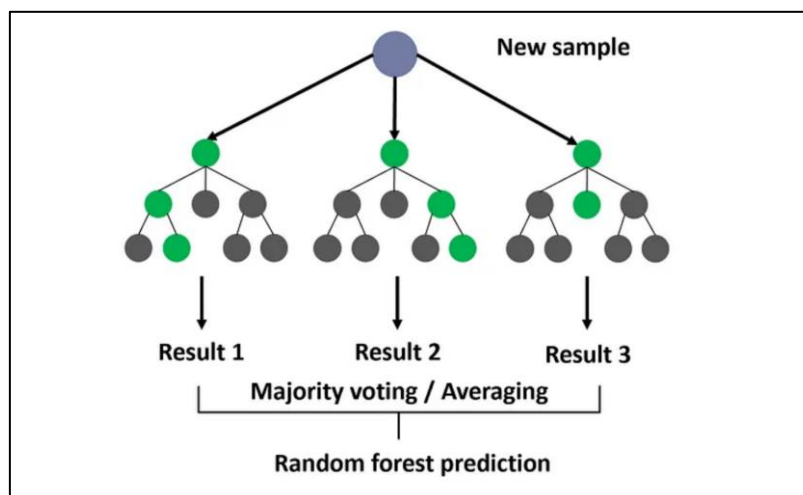 New sample
Result 1
Result 2
Result 3
Majority voting / Averaging
Random forest prediction